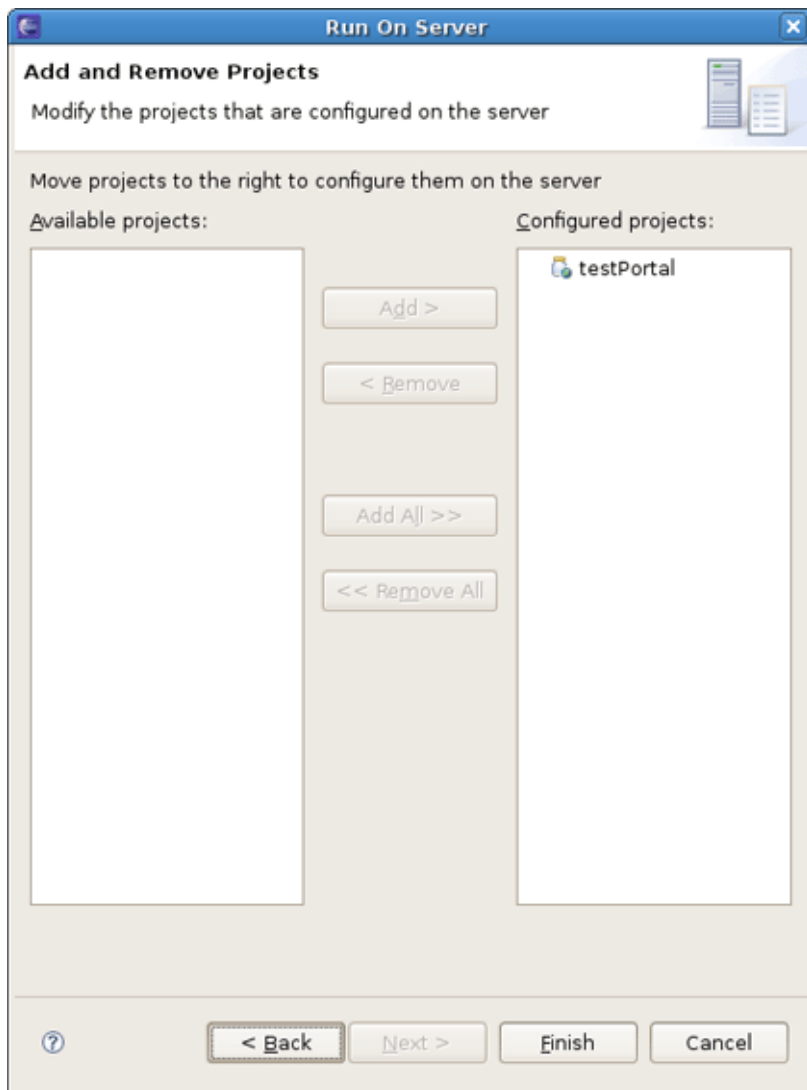 Run On Server
Add and Remove Projects
Modify the projects that are configured on the server
Move projects to the right to configure them on the server
Available projects:
Configured projects:
testPortal
Add >
< Remove
Add All >>
<< Remove All
< Back
Next >
Finish
Cancel